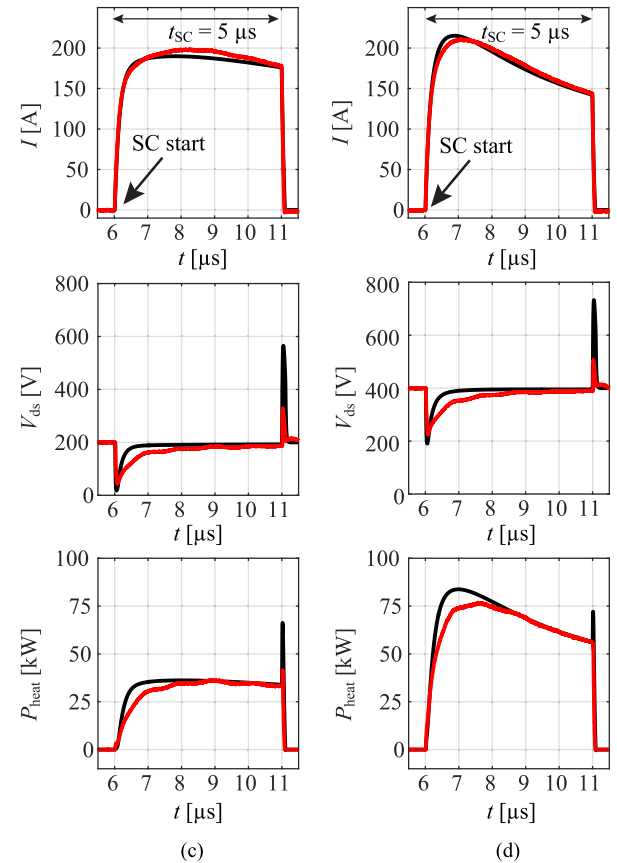 t_SC = 5 µs
200
150
100
50
0
I [A]
SC start
6 7 8 9 10 11
t [µs]
t_SC = 5 µs
200
150
100
50
0
I [A]
SC start
6 7 8 9 10 11
t [µs]
800
600
400
200
0
V_ds [V]
6 7 8 9 10 11
t [µs]
800
600
400
200
0
V_ds [V]
6 7 8 9 10 11
t [µs]
100
75
50
25
0
P_heat [kW]
6 7 8 9 10 11
t [µs]
100
75
50
25
0
P_heat [kW]
6 7 8 9 10 11
t [µs]
(c)
(d)